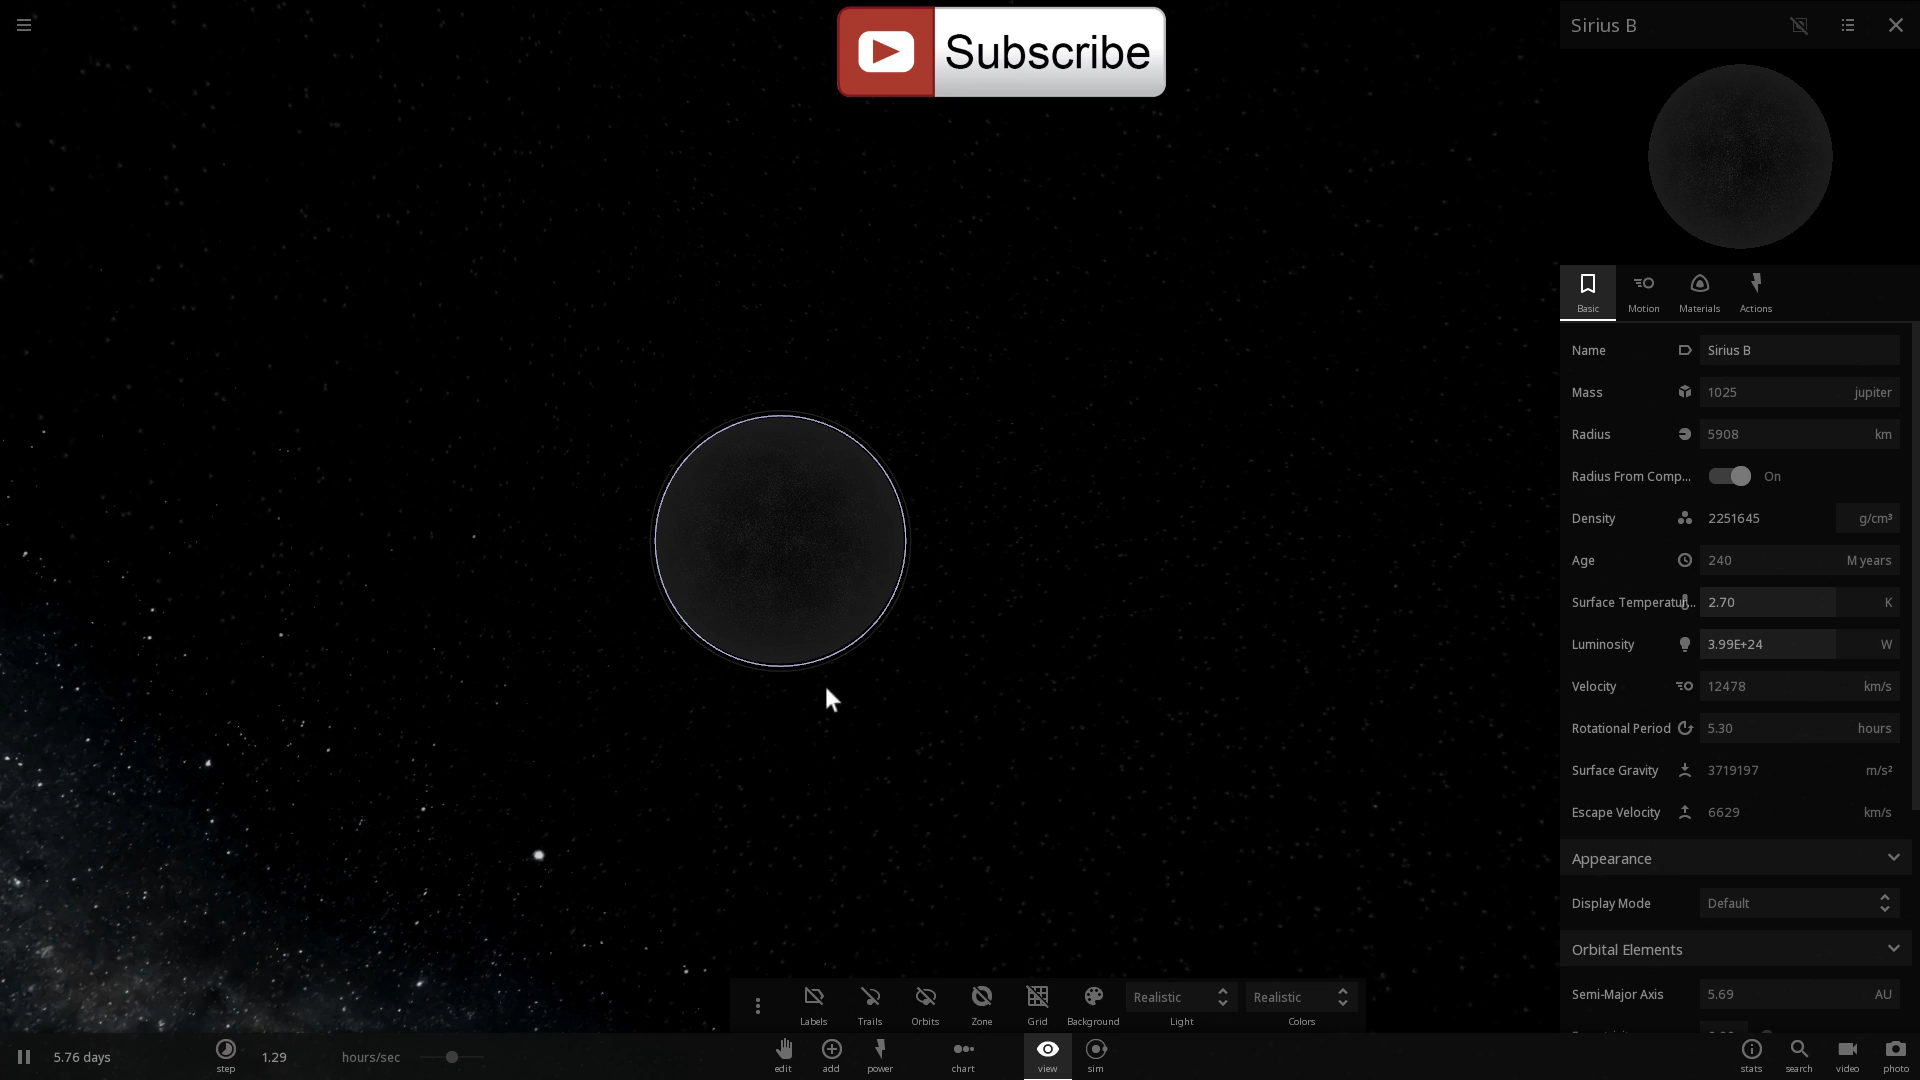 Subscribe
Sirius B
Basic Motion Materials Actions
Name Sirius B
Mass 1025 jupiter
Radius 5908 km
Radius From Comp... On
Density 2251645 g/cm³
Age 240 M years
Surface Temperatur... 2.70 K
Luminosity 3.99E+24 W
Velocity 12478 km/s
Rotational Period 5.30 hours
Surface Gravity 3719197 m/s²
Escape Velocity 6629 km/s
Appearance
Display Mode Default
Orbital Elements
Semi-Major Axis 5.69 AU
Realistic Realistic
Labels Trails Orbits Zone Grid Background Light Colors
5.76 days step 1.29 hours/sec edit add power chart view sim stats search video photo